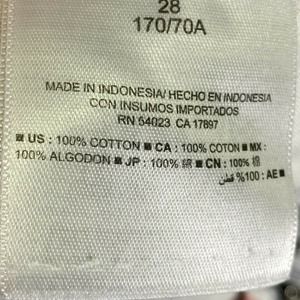 28
170/70A
MADE IN INDONESIA/ HECHO EN INDONESIA
CON INSUMOS IMPORTADOS
RN 54023 CA 17897
■ US : 100% COTTON ■ CA : 100% COTON ■ MX :
100% ALGODON ■ JP : 100% 綿 ■ CN : 100% 棉
■ AE : 100% قطن